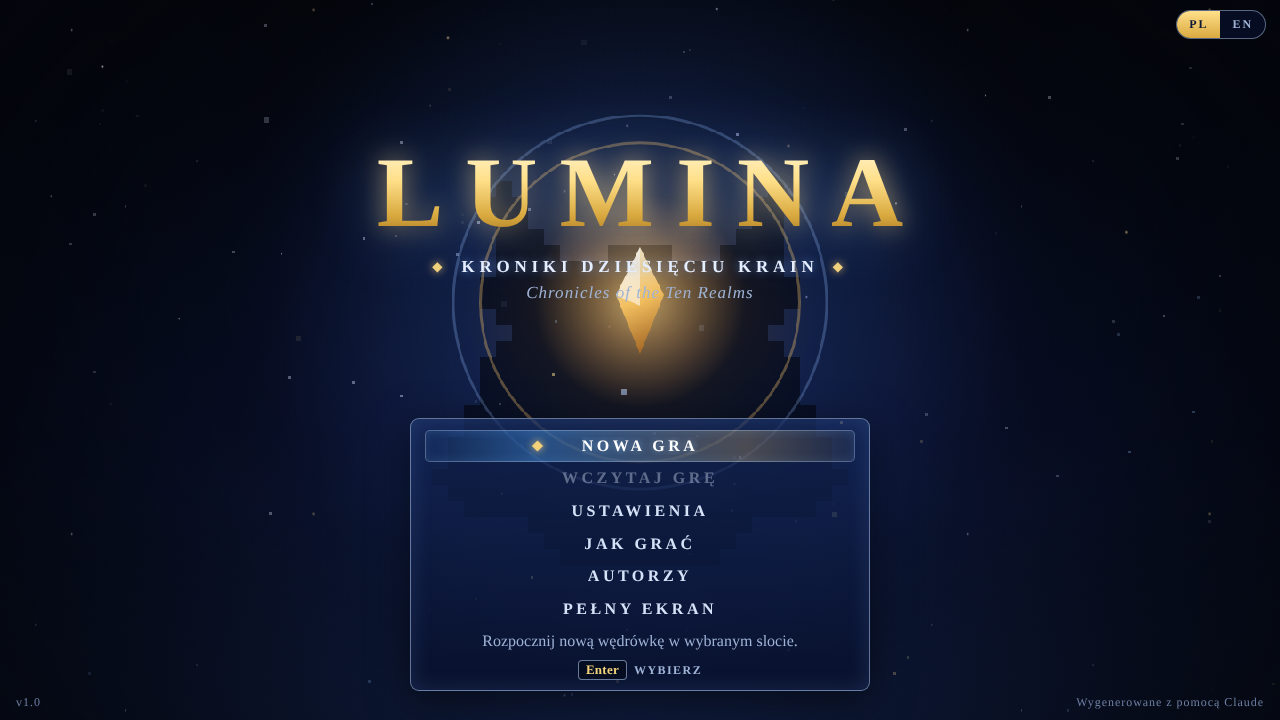 PL EN
LUMINA
KRONIKI DZIESIĘCIU KRAIN
Chronicles of the Ten Realms
NOWA GRA
WCZYTAJ GRĘ
USTAWIENIA
JAK GRAĆ
AUTORZY
PEŁNY EKRAN
Rozpocznij nową wędrówkę w wybranym slocie.
Enter WYBIERZ
v1.0
Wygenerowane z pomocą Claude